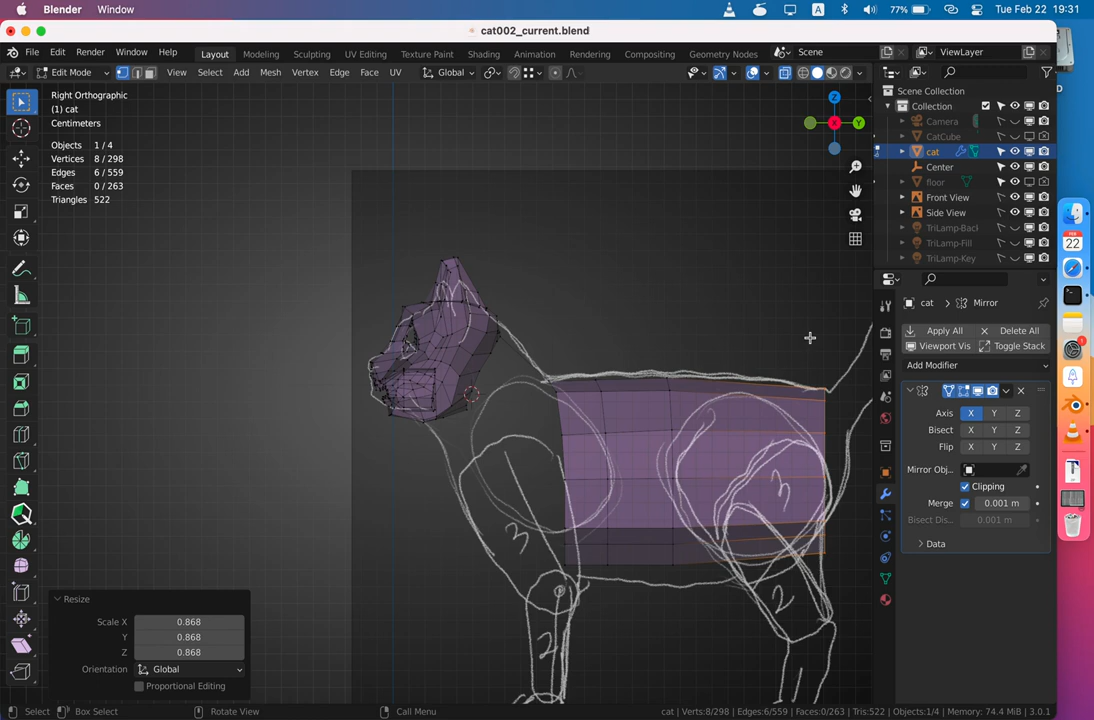 Blender Window
A
77%
Tue Feb 22 19:31
cat002_current.blend
File Edit Render Window Help
Layout Modeling Sculpting UV Editing Texture Paint Shading Animation Rendering Compositing Geometry Nodes
Scene
ViewLayer
Edit Mode
View Select Add Mesh Vertex Edge Face UV
Global
Right Orthographic
(1) cat
Centimeters
Objects 1 / 4
Vertices 8 / 298
Edges 6 / 559
Faces 0 / 263
Triangles 522
Z
X
Y
3
2
3
2
Resize
Scale X 0.868
Y 0.868
Z 0.868
Orientation Global
Proportional Editing
Scene Collection
Collection
Camera
CatCube
cat
Center
floor
Front View
Side View
TriLamp-Back
TriLamp-Fill
TriLamp-Key
cat Mirror
Apply All Delete All
Viewport Vis Toggle Stack
Add Modifier
Axis X Y Z
Bisect X Y Z
Flip X Y Z
Mirror Obj..
Clipping
Merge 0.001 m
Bisect Dis... 0.001 m
Data
FEB
22
1
Select Box Select Rotate View Call Menu
cat | Verts:8/298 | Edges:6/559 | Faces:0/263 | Tris:522 | Objects:1/4 | Memory: 74.4 MiB | 3.0.1